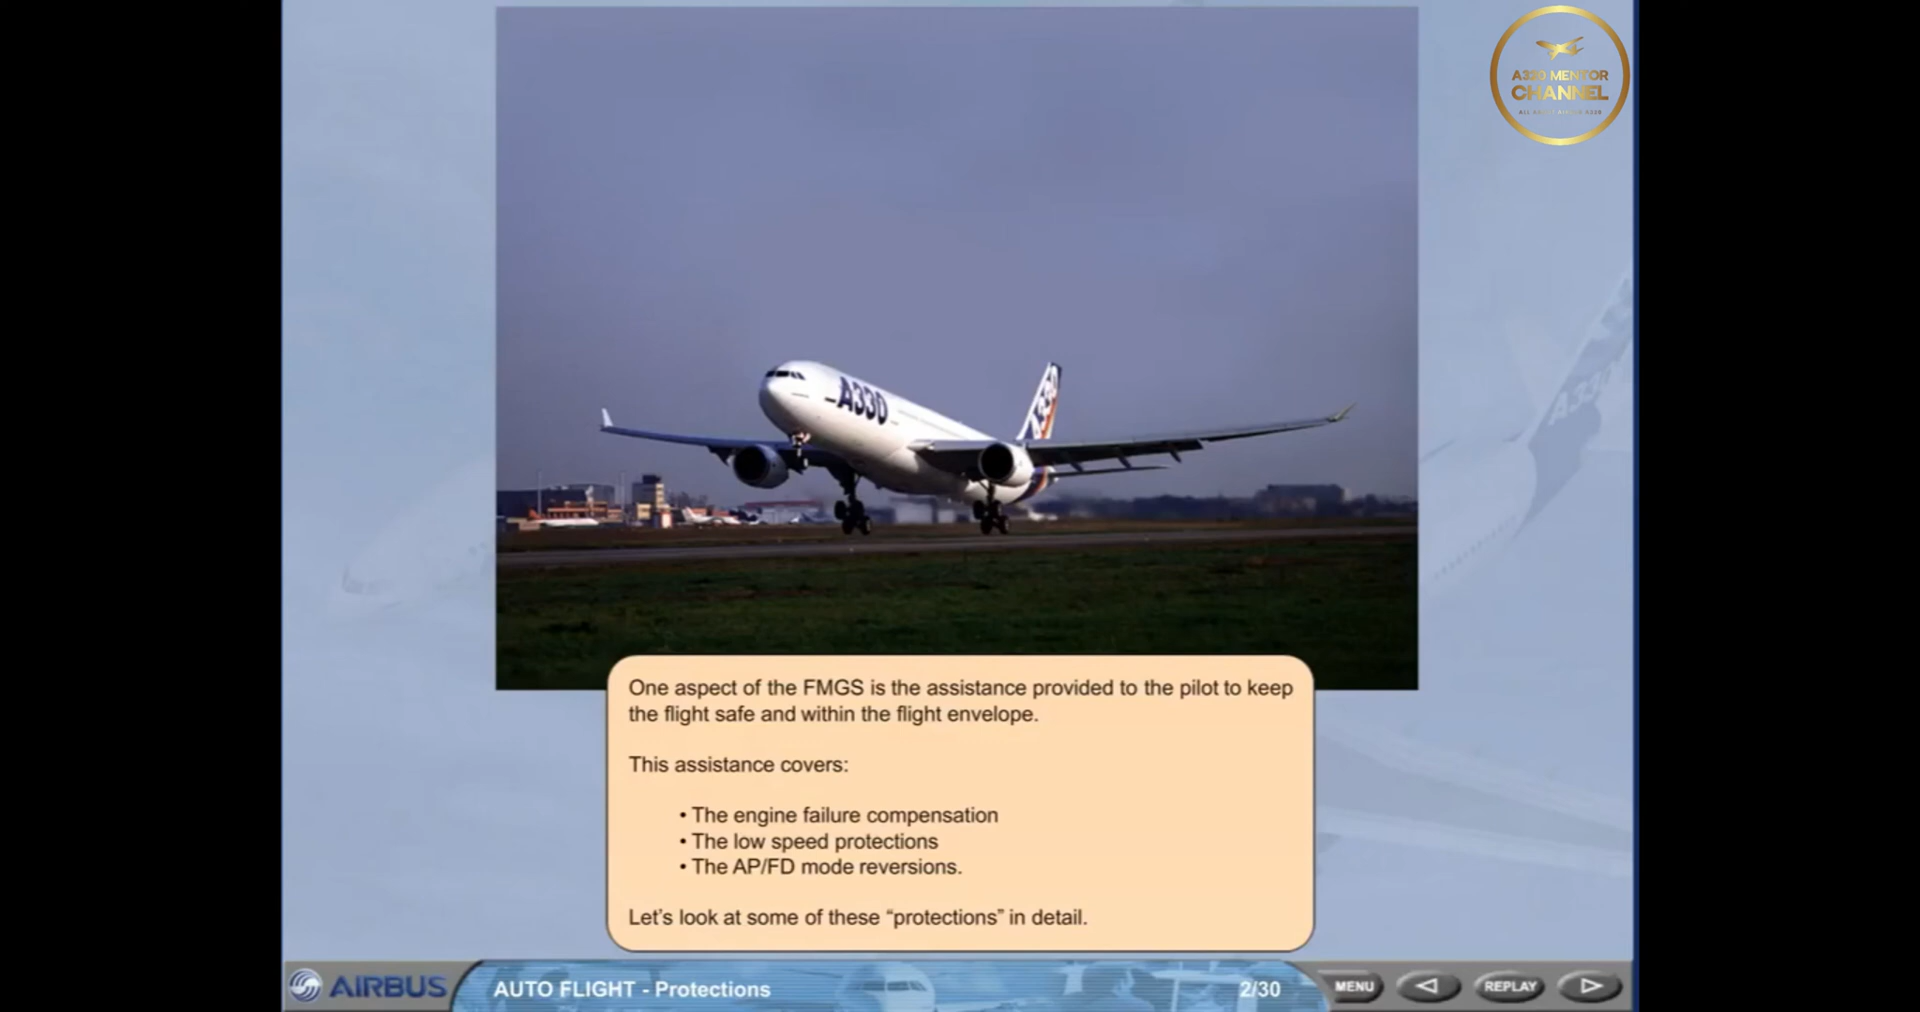 A330 MENTOR
CHANNEL
A330
One aspect of the FMGS is the assistance provided to the pilot to keep
the flight safe and within the flight envelope.
This assistance covers:
• The engine failure compensation
• The low speed protections
• The AP/FD mode reversions.
Let's look at some of these “protections” in detail.
AIRBUS
AUTO FLIGHT - Protections
2/30
MENU
REPLAY